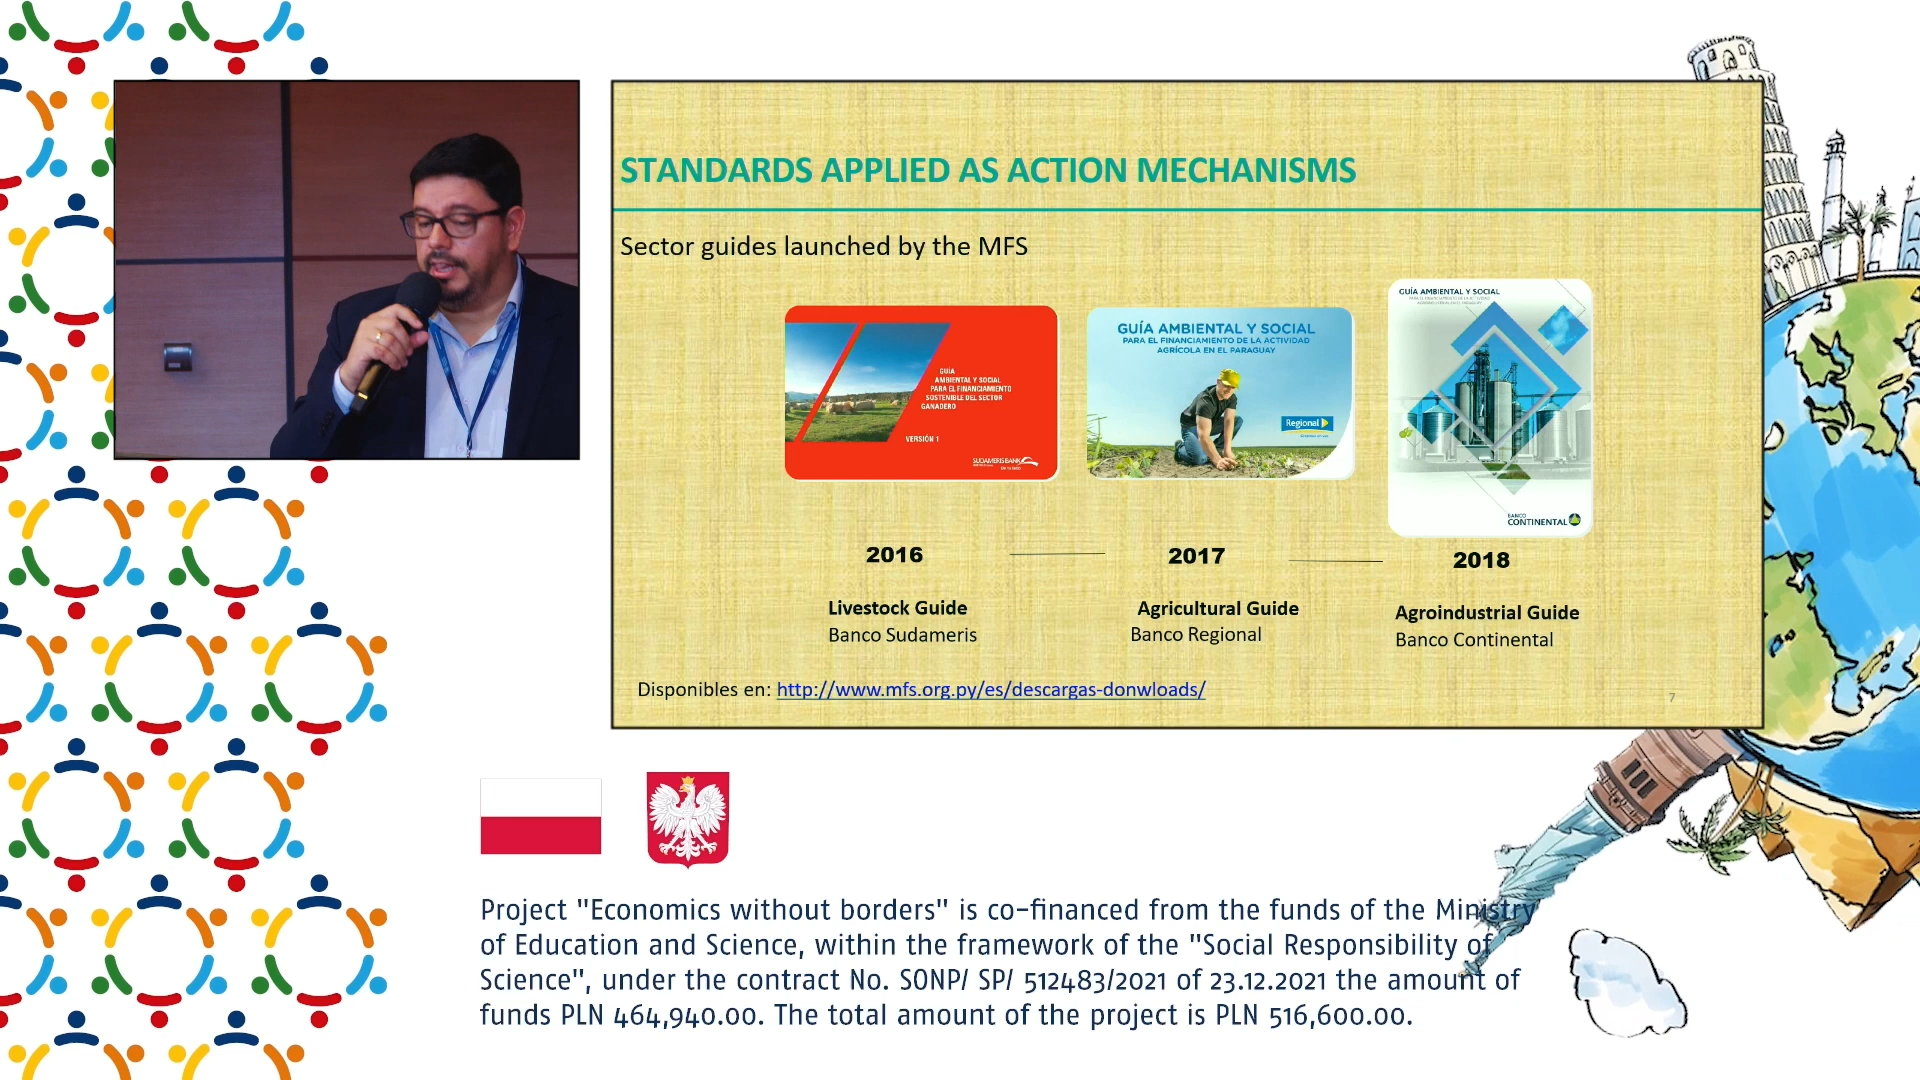 STANDARDS APPLIED AS ACTION MECHANISMS
Sector guides launched by the MFS
GUÍA
AMBIENTAL Y SOCIAL
PARA EL FINANCIAMIENTO
SOSTENIBLE DEL SECTOR
GANADERO
VERSIÓN 1
SUDAMERIS BANK
GUÍA AMBIENTAL Y SOCIAL
PARA EL FINANCIAMIENTO DE LA ACTIVIDAD
AGRÍCOLA EN EL PARAGUAY
Regional
GUÍA AMBIENTAL Y SOCIAL
BANCO
CONTINENTAL
2016
2017
2018
Livestock Guide
Banco Sudameris
Agricultural Guide
Banco Regional
Agroindustrial Guide
Banco Continental
Disponibles en: http://www.mfs.org.py/es/descargas-donwloads/
7
Project "Economics without borders" is co-financed from the funds of the Ministry
of Education and Science, within the framework of the "Social Responsibility of
Science", under the contract No. SONP/ SP/ 512483/2021 of 23.12.2021 the amount of
funds PLN 464,940.00. The total amount of the project is PLN 516,600.00.